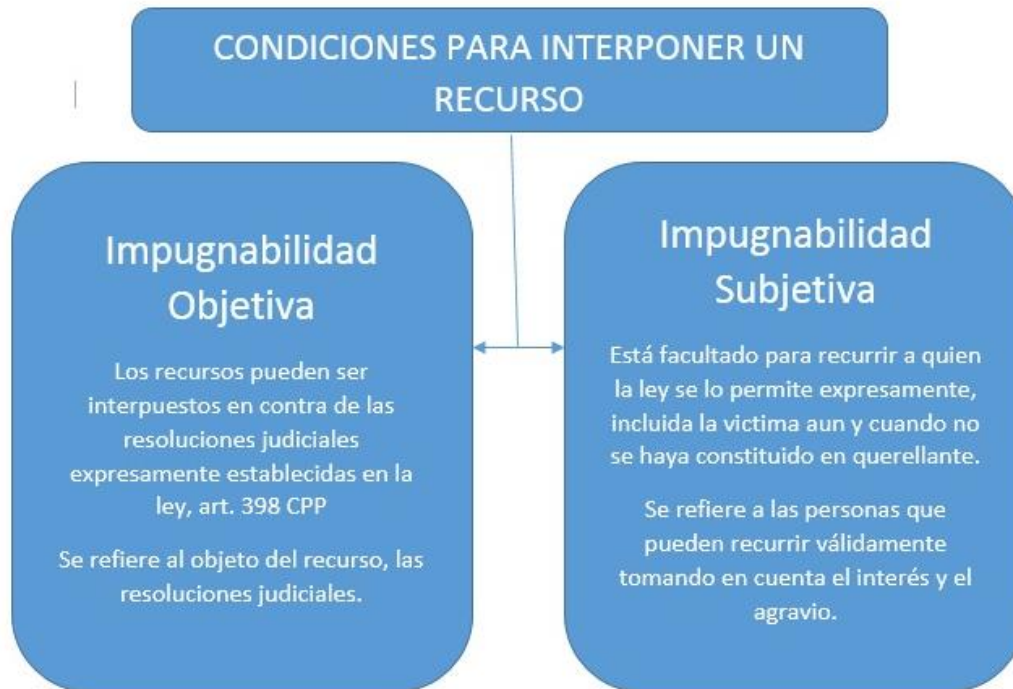 CONDICIONES PARA INTERPONER UN
RECURSO
Impugnabilidad
Objetiva
Los recursos pueden ser
interpuestos en contra de las
resoluciones judiciales
expresamente establecidas en la
ley, art. 398 CPP
Se refiere al objeto del recurso, las
resoluciones judiciales.
Impugnabilidad
Subjetiva
Está facultado para recurrir a quien
la ley se lo permite expresamente,
incluida la victima aun y cuando no
se haya constituido en querellante.
Se refiere a las personas que
pueden recurrir válidamente
tomando en cuenta el interés y el
agravio.